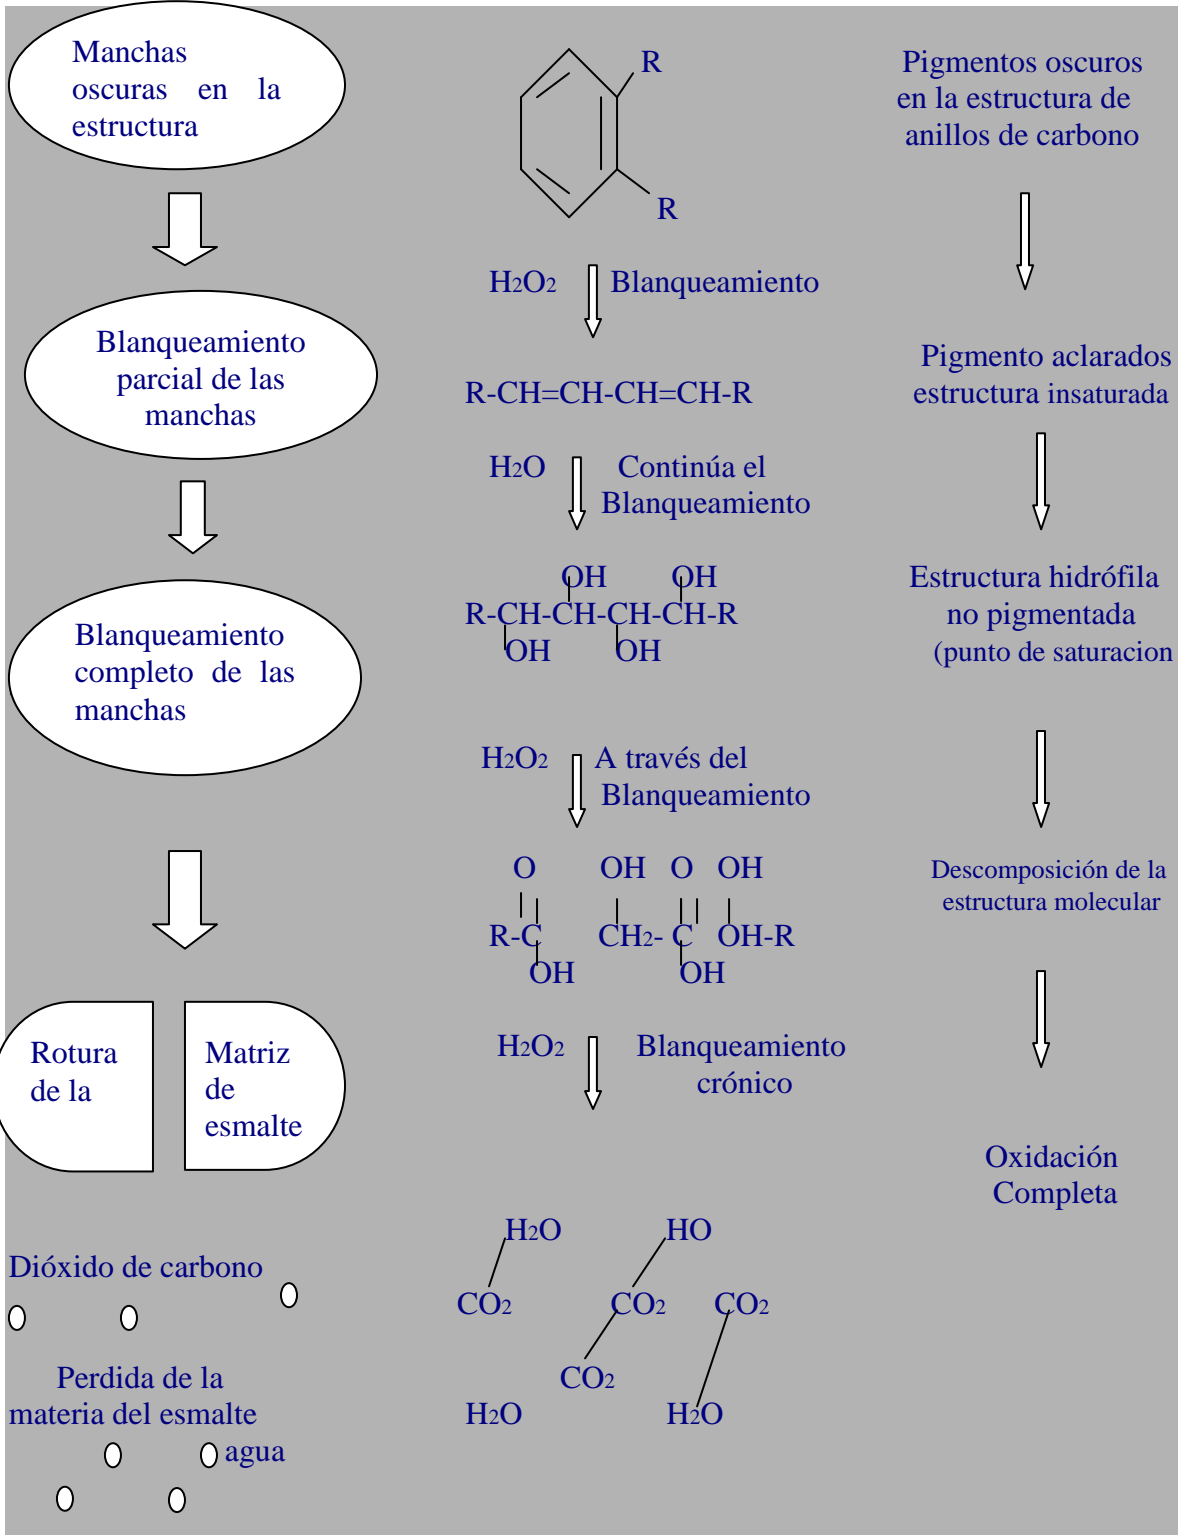 Manchas
oscuras en la
estructura
R
R
Pigmentos oscuros
en la estructura de
anillos de carbono
H2O2 Blanqueamiento
Blanqueamiento
parcial de las
manchas
R-CH=CH-CH=CH-R
Pigmento aclarados
estructura insaturada
H2O Continúa el
Blanqueamiento
OH OH
R-CH-CH-CH-CH-R
OH OH
Estructura hidrófila
no pigmentada
(punto de saturacion
Blanqueamiento
completo de las
manchas
H2O2 A través del
Blanqueamiento
O OH O OH
R-C CH2- C OH-R
OH OH
Descomposición de la
estructura molecular
Rotura
de la
Matriz
de
esmalte
H2O2 Blanqueamiento
crónico
Oxidación
Completa
H2O HO
CO2 CO2 CO2
CO2
H2O H2O
Dióxido de carbono
Perdida de la
materia del esmalte
agua